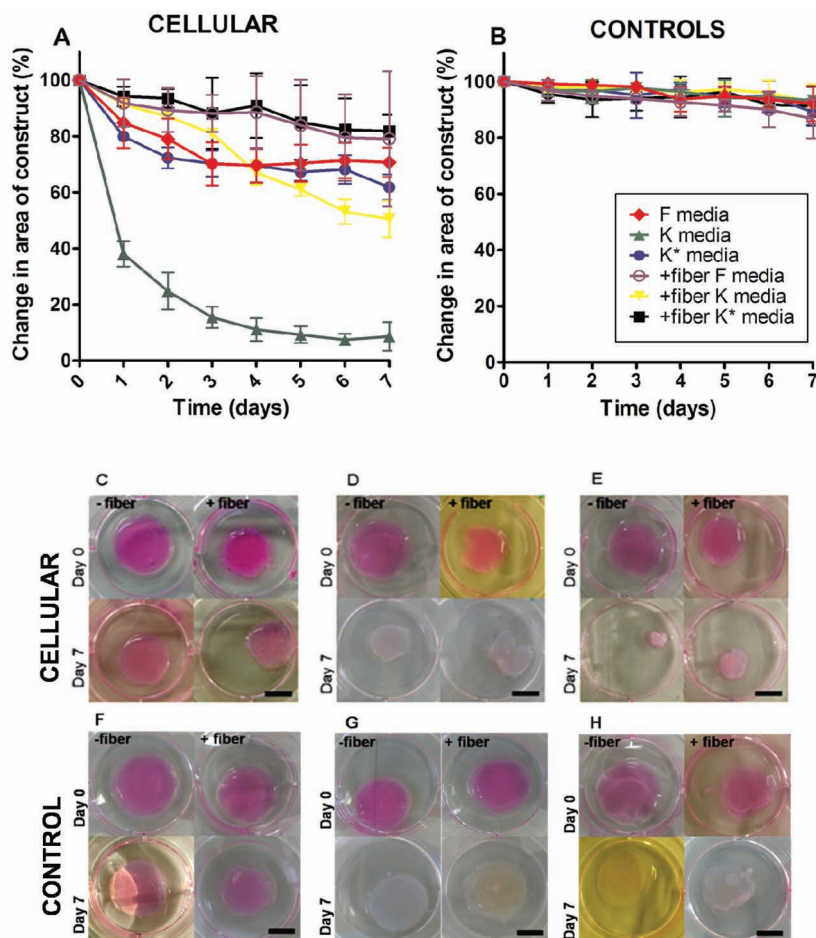 CELLULAR
CONTROLS
A
B
Change in area of construct (%)
100
80
60
40
20
0
0 1 2 3 4 5 6 7
Time (days)
Change in area of construct (%)
100
80
60
40
20
0
0 1 2 3 4 5 6 7
Time (days)
F media
K media
K* media
+fiber F media
+fiber K media
+fiber K* media
CELLULAR
C
- fiber + fiber
Day 0
Day 7
D
- fiber + fiber
Day 0
Day 7
E
- fiber + fiber
Day 0
Day 7
CONTROL
F
-fiber + fiber
Day 0
Day 7
G
-fiber + fiber
Day 0
Day 7
H
-fiber + fiber
Day 0
Day 7